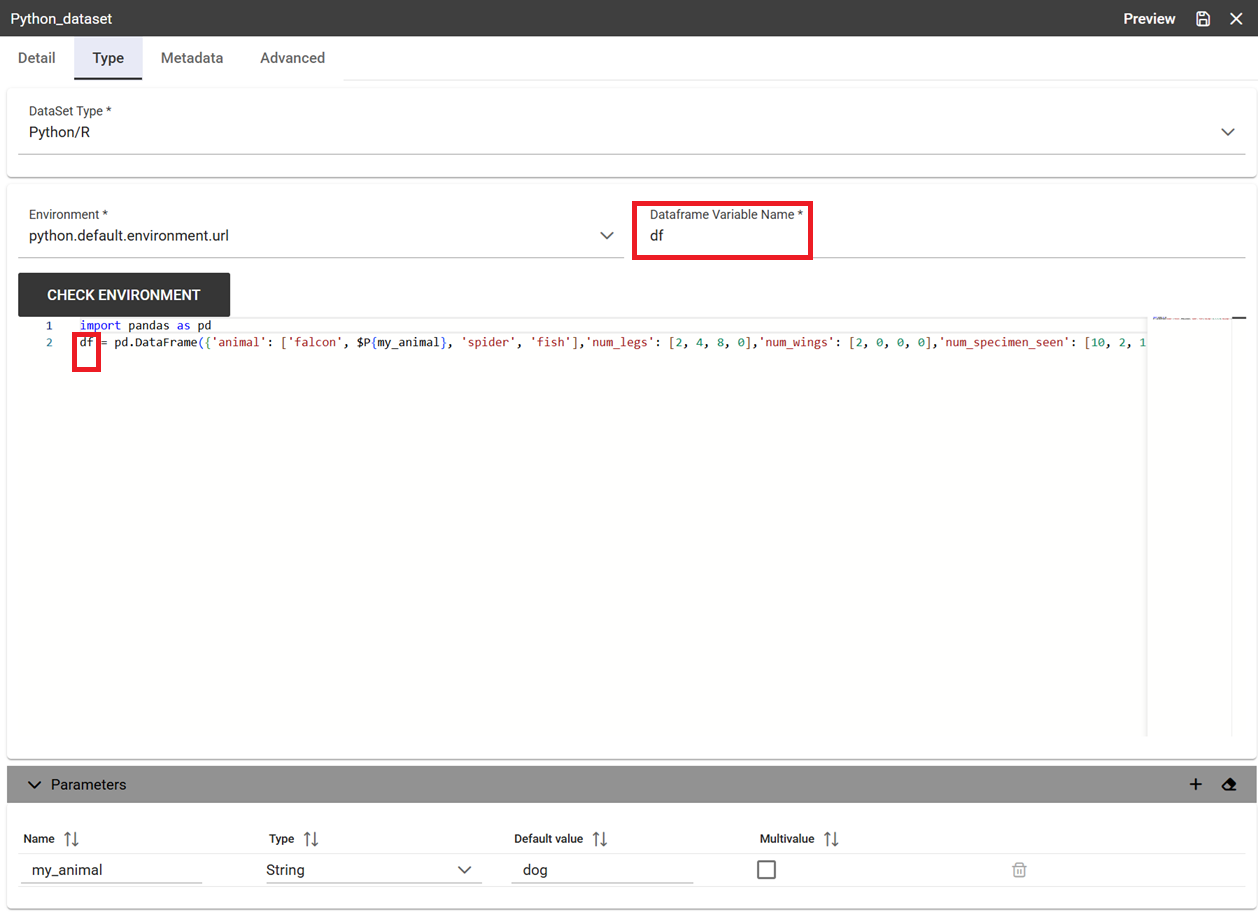 Python_dataset Preview
Detail Type Metadata Advanced
DataSet Type *
Python/R
Environment * Dataframe Variable Name *
python.default.environment.url df
CHECK ENVIRONMENT
1 import pandas as pd
2 df = pd.DataFrame({'animal': ['falcon', $P{my_animal}, 'spider', 'fish'],'num_legs': [2, 4, 8, 0],'num_wings': [2, 0, 0, 0],'num_specimen_seen': [10, 2, 1
Parameters
Name Type Default value Multivalue
my_animal String dog